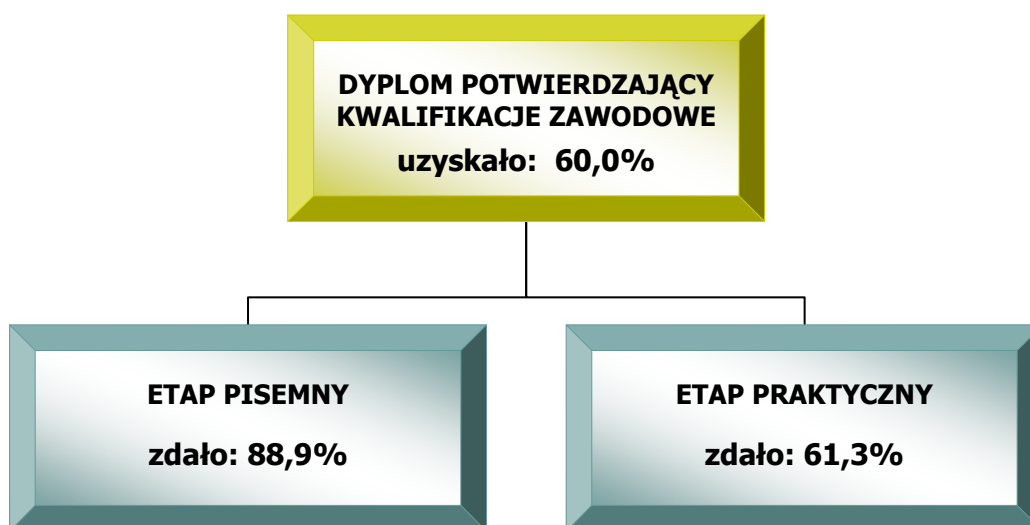 DYPLOM POTWIERDZAJĄCY
KWALIFIKACJE ZAWODOWE
uzyskało: 60,0%
ETAP PISEMNY
zdało: 88,9%
ETAP PRAKTYCZNY
zdało: 61,3%